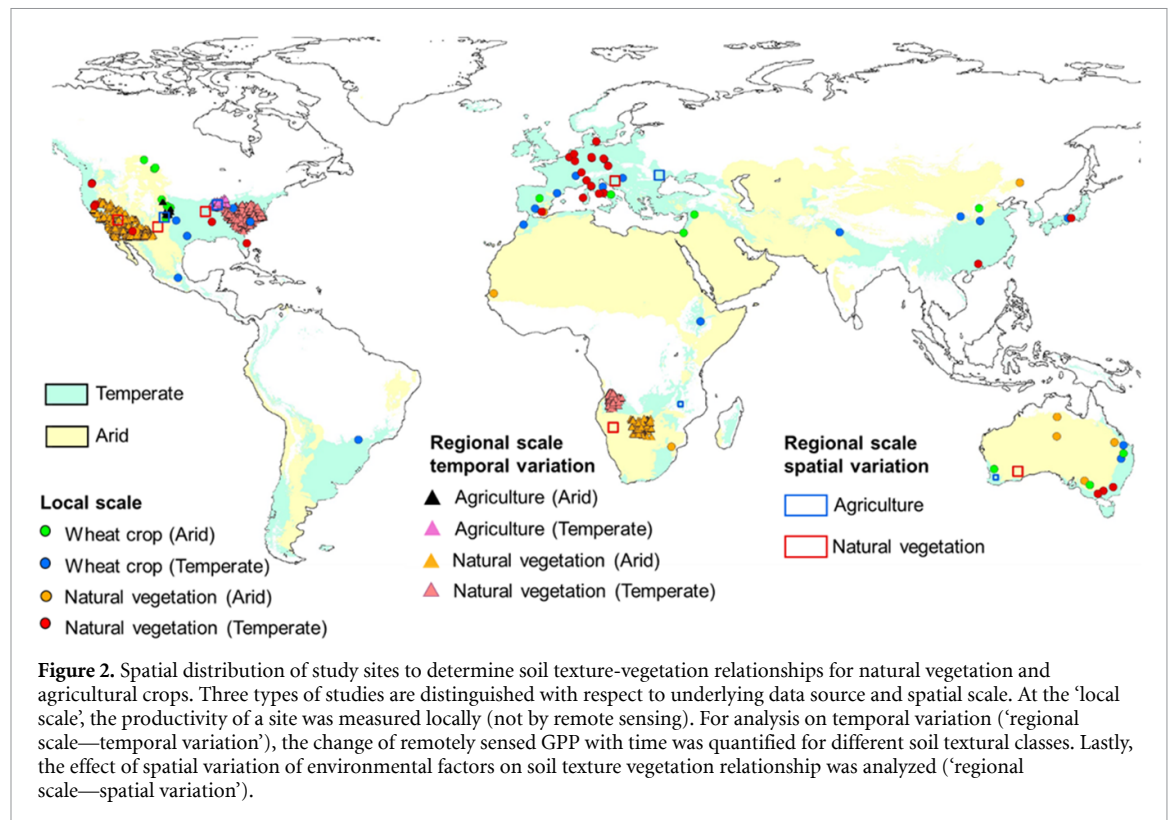 Temperate
Arid
Local scale
Wheat crop (Arid)
Wheat crop (Temperate)
Natural vegetation (Arid)
Natural vegetation (Temperate)
Regional scale
temporal variation
Agriculture (Arid)
Agriculture (Temperate)
Natural vegetation (Arid)
Natural vegetation (Temperate)
Regional scale
spatial variation
Agriculture
Natural vegetation
Figure 2. Spatial distribution of study sites to determine soil texture-vegetation relationships for natural vegetation and
agricultural crops. Three types of studies are distinguished with respect to underlying data source and spatial scale. At the ‘local
scale’, the productivity of a site was measured locally (not by remote sensing). For analysis on temporal variation (‘regional
scale—temporal variation’), the change of remotely sensed GPP with time was quantified for different soil textural classes. Lastly,
the effect of spatial variation of environmental factors on soil texture vegetation relationship was analyzed (‘regional
scale—spatial variation’).